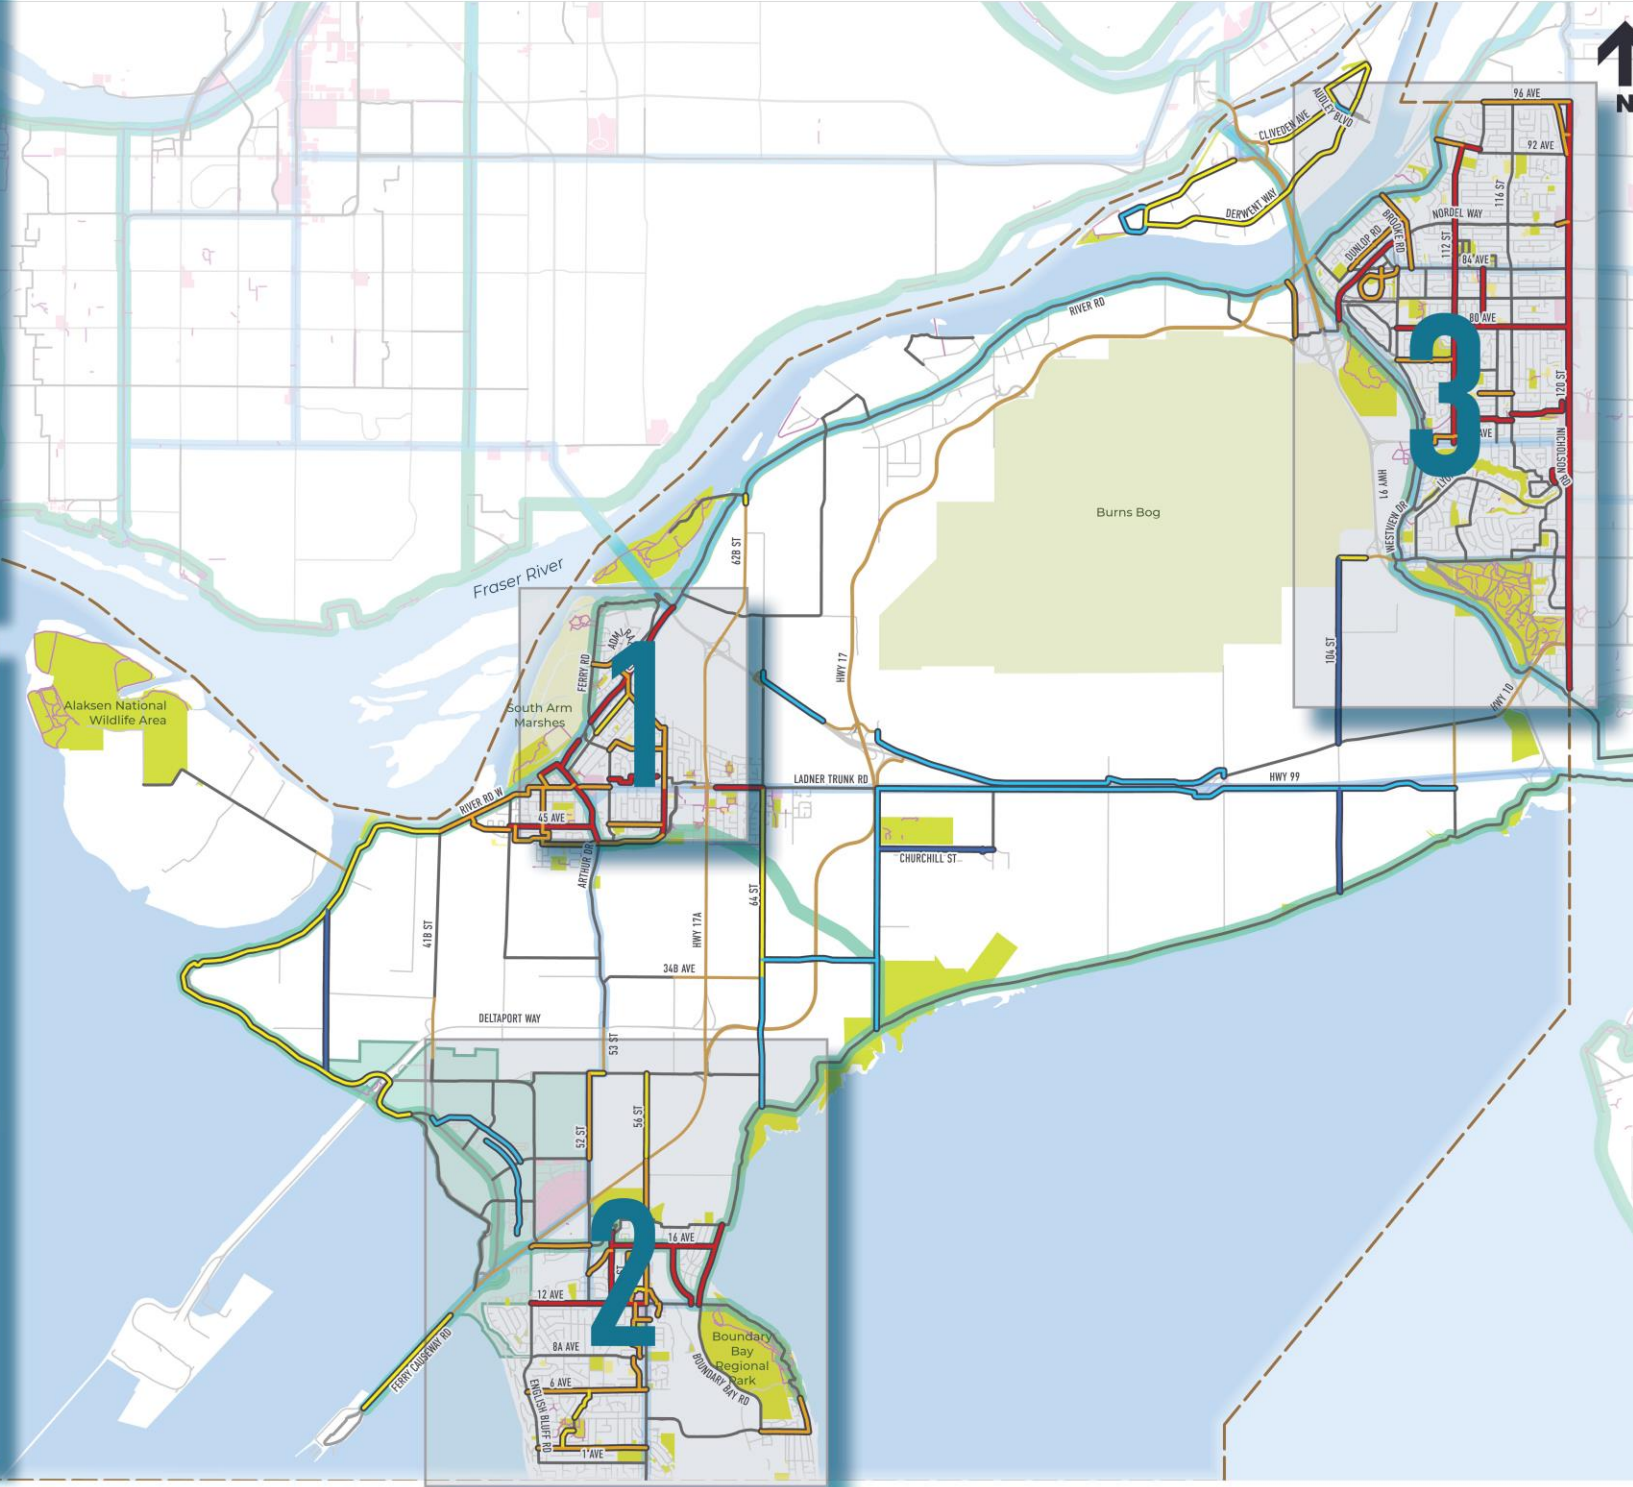 N
96 AVE
AUDLEY BLVD
CLIVEDEN AVE
92 AVE
116 ST
DERWENT WAY
NORDEL WAY
BROOKE RD
DUNLOP RD
112 ST
84 AVE
RIVER RD
80 AVE
3
120 ST
AVE
NICHOLSON RD
HWY 91
WESTVIEW DR
Burns Bog
62B ST
Fraser River
1
FERRY RD
104 ST
HWY 17
HWY 10
Alaksen National
Wildlife Area
South Arm
Marshes
LADNER TRUNK RD
HWY 99
RIVER RD W
45 AVE
ARTHUR DR
CHURCHILL ST
64 ST
41B ST
HWY 17A
34B AVE
DELTAPORT WAY
53 ST
52 ST
56 ST
2
16 AVE
ST
12 AVE
8A AVE
Boundary
Bay
Regional
Park
BOUNDARY BAY RD
FERRY CAUSEWAY RD
6 AVE
ENGLISH BLUFF RD
1 AVE